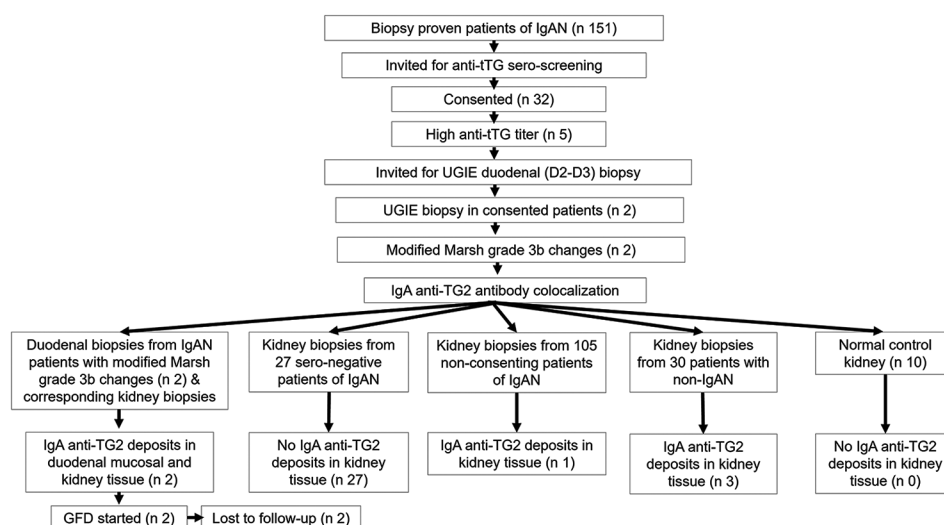 Biopsy proven patients of IgAN (n 151)
Invited for anti-tTG sero-screening
Consented (n 32)
High anti-tTG titer (n 5)
Invited for UGIE duodenal (D2-D3) biopsy
UGIE biopsy in consented patients (n 2)
Modified Marsh grade 3b changes (n 2)
IgA anti-TG2 antibody colocalization
Duodenal biopsies from IgAN
patients with modified Marsh
grade 3b changes (n 2) &
corresponding kidney biopsies
Kidney biopsies from
27 sero-negative
patients of IgAN
Kidney biopsies from 105
non-consenting patients
of IgAN
Kidney biopsies
from 30 patients with
non-IgAN
Normal control
kidney (n 10)
IgA anti-TG2 deposits in
duodenal mucosal and
kidney tissue (n 2)
No IgA anti-TG2
deposits in kidney
tissue (n 27)
IgA anti-TG2 deposits in
kidney tissue (n 1)
IgA anti-TG2
deposits in kidney
tissue (n 3)
No IgA anti-TG2
deposits in kidney
tissue (n 0)
GFD started (n 2)
Lost to follow-up (n 2)